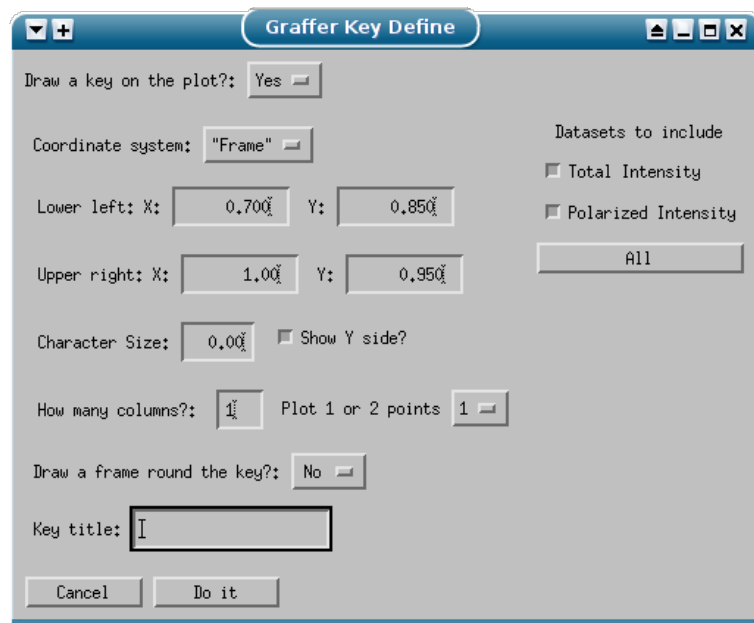 Graffer Key Define
Draw a key on the plot?: Yes
Coordinate system: "Frame"
Lower left: X: 0.700 Y: 0.850
Upper right: X: 1.00 Y: 0.950
Character Size: 0.00 Show Y side?
How many columns?: 1 Plot 1 or 2 points 1
Draw a frame round the key?: No
Key title:
Cancel Do it
Datasets to include
Total Intensity
Polarized Intensity
All